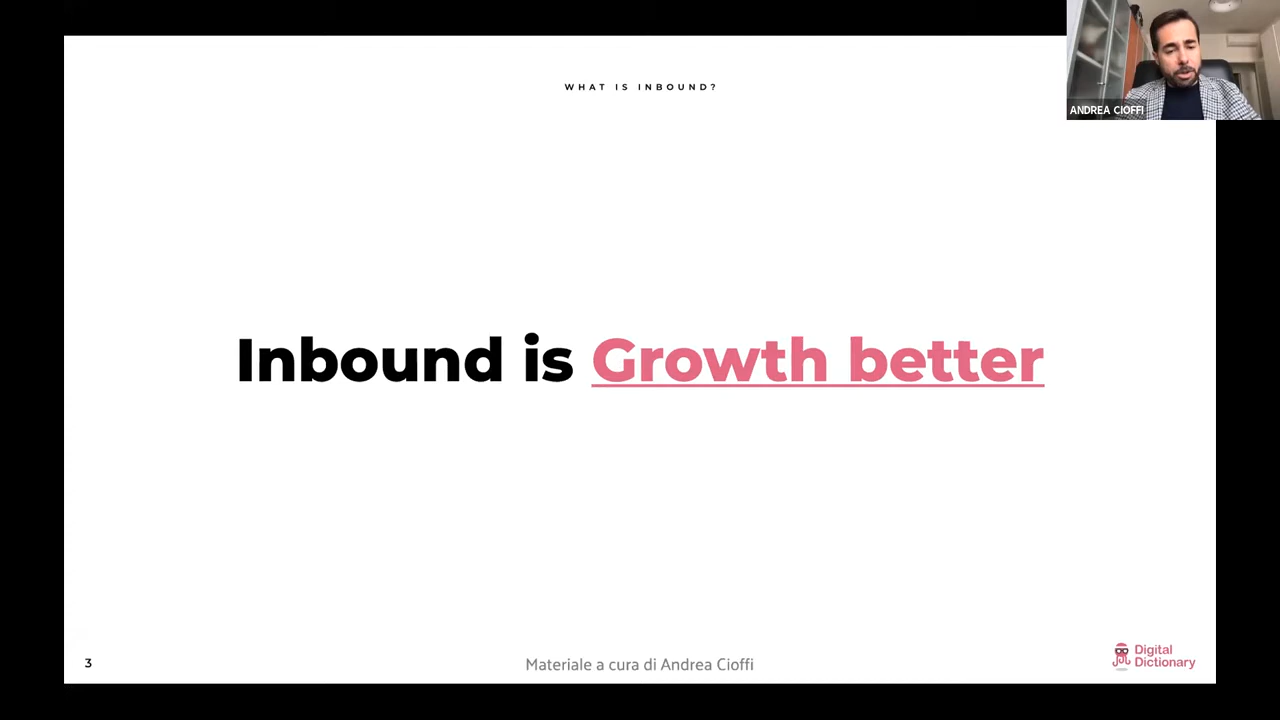 WHAT IS INBOUND?
ANDREA CIOFFI
Inbound is Growth better
3
Materiale a cura di Andrea Cioffi
Digital
Dictionary